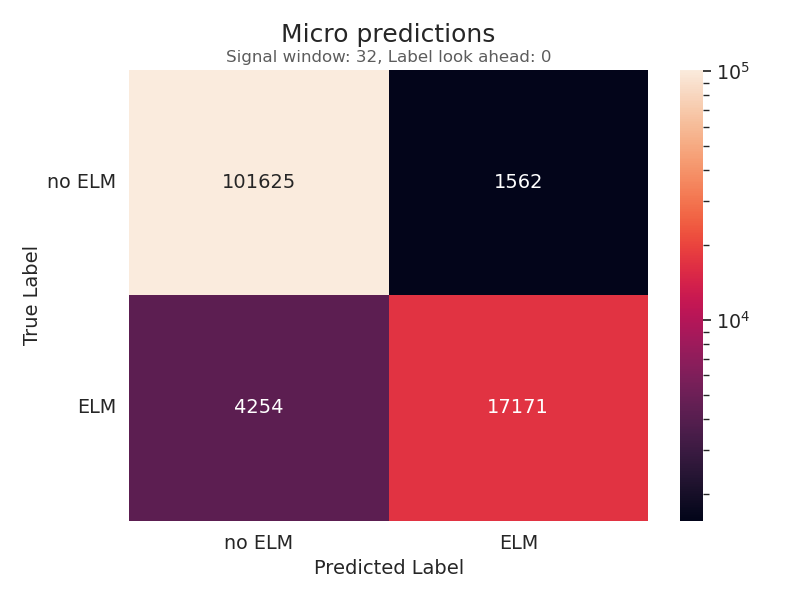 Micro predictions
Signal window: 32, Label look ahead: 0
10^5
no ELM
101625
1562
True Label
10^4
ELM
4254
17171
no ELM
ELM
Predicted Label